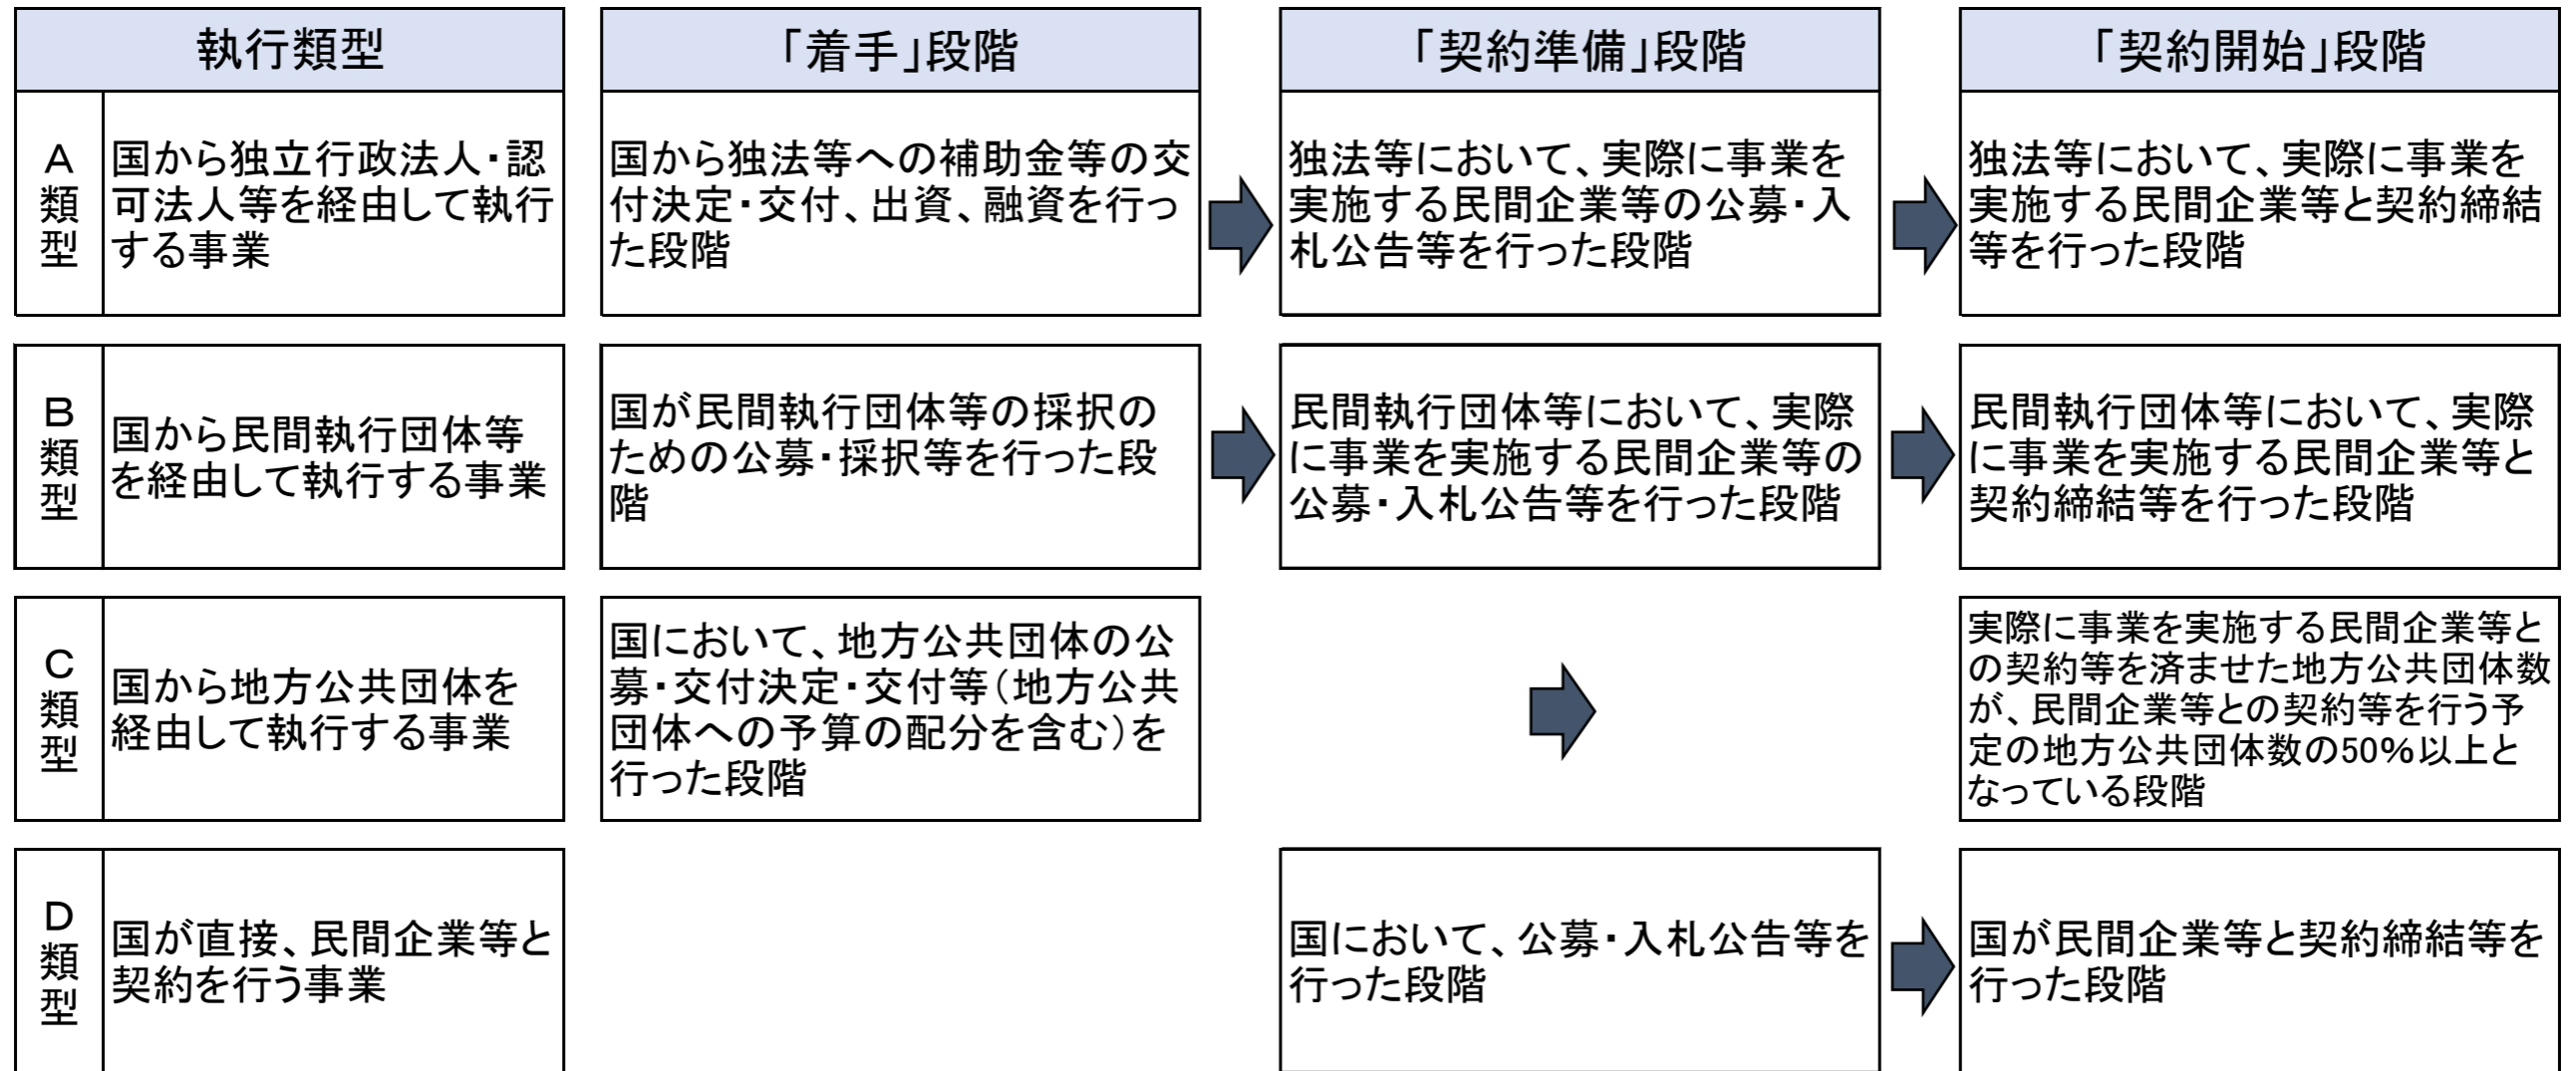 執行類型
「着手」段階
「契約準備」段階
「契約開始」段階
A類型
国から独立行政法人・認
可法人等を経由して執行
する事業
国から独法等への補助金等の交
付決定・交付、出資、融資を行っ
た段階
独法等において、実際に事業を
実施する民間企業等の公募・入
札公告等を行った段階
独法等において、実際に事業を
実施する民間企業等と契約締結
等を行った段階
B類型
国から民間執行団体等
を経由して執行する事業
国が民間執行団体等の採択の
ための公募・採択等を行った段
階
民間執行団体等において、実際
に事業を実施する民間企業等の
公募・入札公告等を行った段階
民間執行団体等において、実際
に事業を実施する民間企業等と
契約締結等を行った段階
C類型
国から地方公共団体を
経由して執行する事業
国において、地方公共団体の公
募・交付決定・交付等(地方公共
団体への予算の配分を含む)を
行った段階
実際に事業を実施する民間企業等と
の契約等を済ませた地方公共団体数
が、民間企業等との契約等を行う予
定の地方公共団体数の50%以上と
なっている段階
D類型
国が直接、民間企業等と
契約を行う事業
国において、公募・入札公告等を
行った段階
国が民間企業等と契約締結等を
行った段階